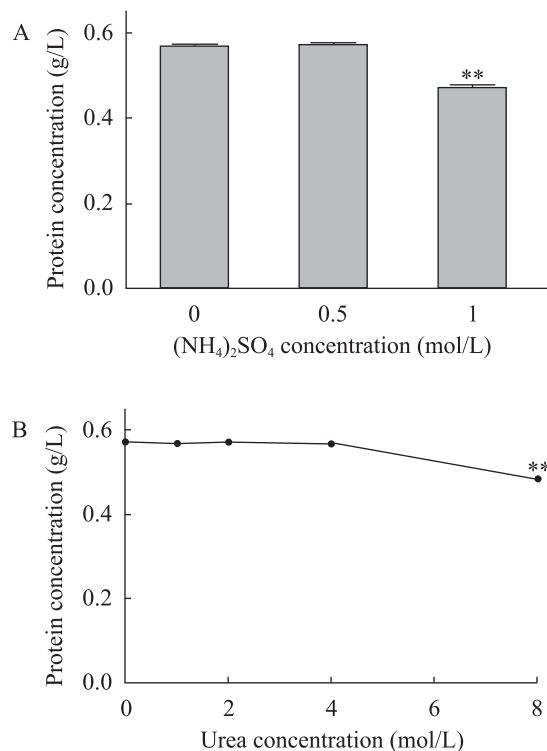 A
Protein concentration (g/L)
0.6
0.4
0.2
0.0
**
0 0.5 1
(NH₄)₂SO₄ concentration (mol/L)
B
Protein concentration (g/L)
0.6
0.4
0.2
0.0
**
0 2 4 6 8
Urea concentration (mol/L)